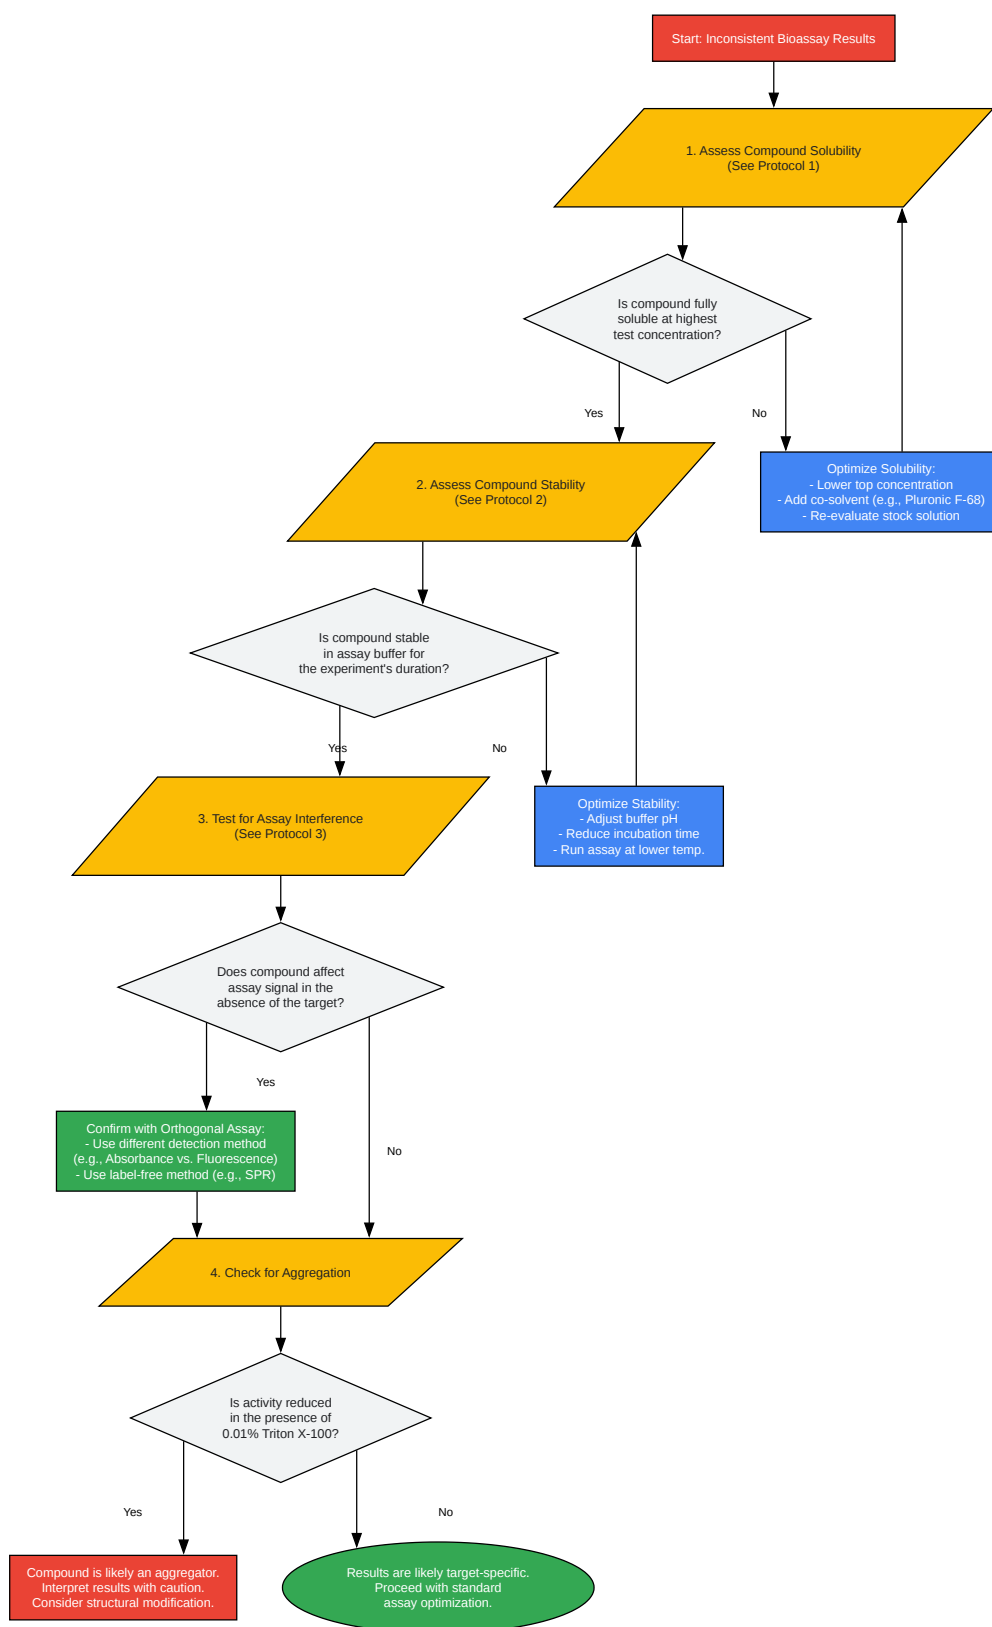 Start: Inconsistent Bioassay Results
1. Assess Compound Solubility
(See Protocol 1)
Is compound fully
soluble at highest
test concentration?
Yes
No
2. Assess Compound Stability
(See Protocol 2)
Optimize Solubility:
- Lower top concentration
- Add co-solvent (e.g., Pluronic F-68)
- Re-evaluate stock solution
Is compound stable
in assay buffer for
the experiment's duration?
Yes
No
3. Test for Assay Interference
(See Protocol 3)
Optimize Stability:
- Adjust buffer pH
- Reduce incubation time
- Run assay at lower temp.
Does compound affect
assay signal in the
absence of the target?
Yes
No
Confirm with Orthogonal Assay:
- Use different detection method
(e.g., Absorbance vs. Fluorescence)
- Use label-free method (e.g., SPR)
4. Check for Aggregation
Is activity reduced
in the presence of
0.01% Triton X-100?
Yes
No
Compound is likely an aggregator.
Interpret results with caution.
Consider structural modification.
Results are likely target-specific.
Proceed with standard
assay optimization.